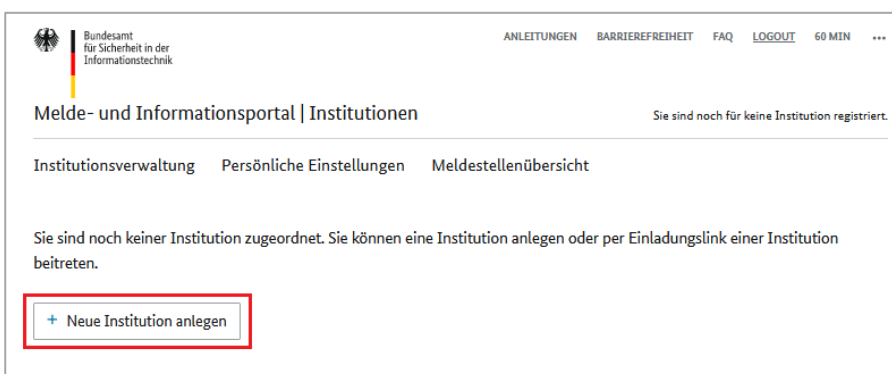 Bundesamt
für Sicherheit in der
Informationstechnik
ANLEITUNGEN BARRIEREFREIHEIT FAQ LOGOUT 60 MIN ...
Melde- und Informationsportal | Institutionen
Sie sind noch für keine Institution registriert.
Institutionsverwaltung Persönliche Einstellungen Meldestellenübersicht
Sie sind noch keiner Institution zugeordnet. Sie können eine Institution anlegen oder per Einladungslink einer Institution
beitreten.
+ Neue Institution anlegen